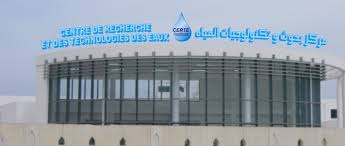 CENTRE DE RECHERCHE
ET DES TECHNOLOGIES DES EAUX
CERTE
مركز بحوث و تكنولوجيات المياه